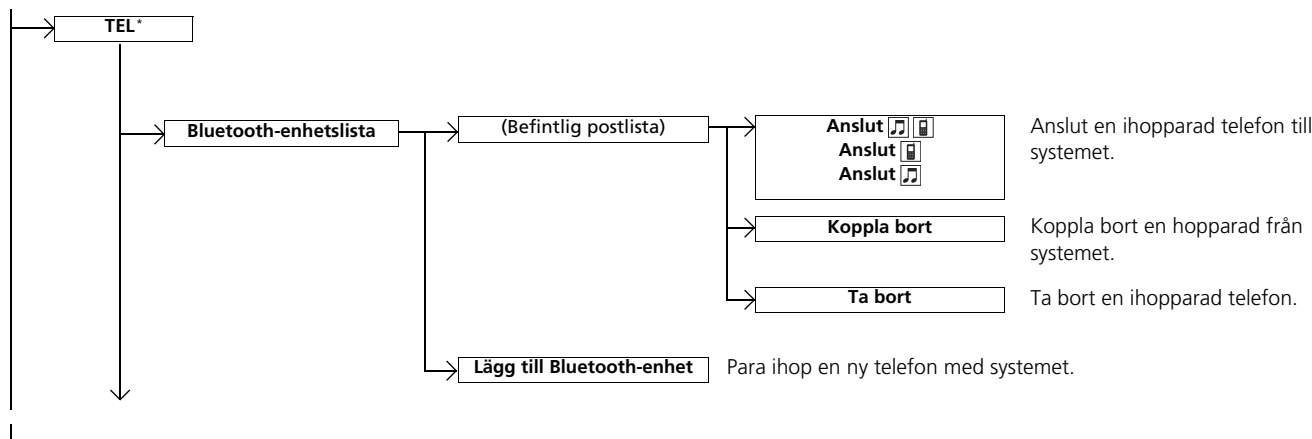 TEL*
Bluetooth-enhetslista
(Befintlig postlista)
Anslut
Anslut
Anslut
Anslut en ihopparad telefon till
systemet.
Koppla bort
Koppla bort en hopparad från
systemet.
Ta bort
Ta bort en ihopparad telefon.
Lägg till Bluetooth-enhet
Para ihop en ny telefon med systemet.